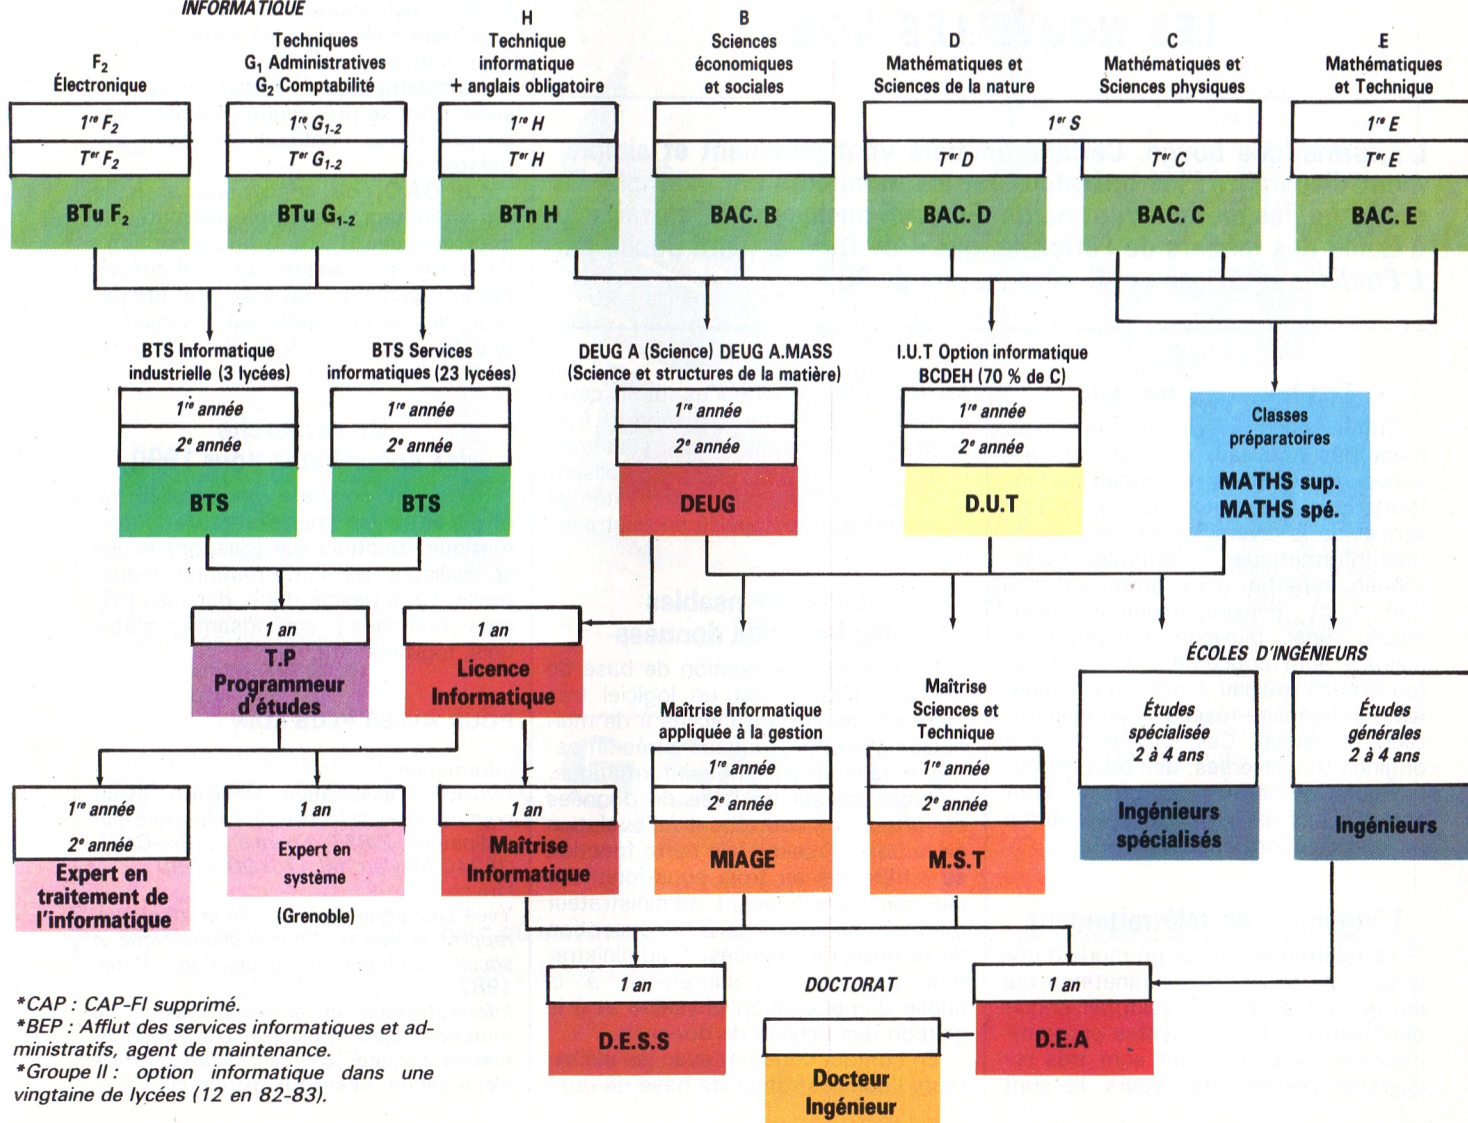 INFORMATIQUE
F2
Électronique
Techniques
G1 Administratives
G2 Comptabilité
H
Technique
informatique
+ anglais obligatoire
B
Sciences
économiques
et sociales
D
Mathématiques et
Sciences de la nature
C
Mathématiques et
Sciences physiques
E
Mathématiques
et Technique
1re F2
1re G1-2
1re H
1er S
1re E
Ter F2
Ter G1-2
Ter H
Ter D
Ter C
Ter E
BTu F2
BTu G1-2
BTn H
BAC. B
BAC. D
BAC. C
BAC. E
BTS Informatique
industrielle (3 lycées)
1re année
2e année
BTS
BTS Services
informatiques (23 lycées)
1re année
2e année
BTS
DEUG A (Science) DEUG A.MASS
(Science et structures de la matière)
1re année
2e année
DEUG
I.U.T Option informatique
BCDEH (70 % de C)
1re année
2e année
D.U.T
Classes
préparatoires
MATHS sup.
MATHS spé.
1 an
T.P
Programmeur
d'études
1 an
Licence
Informatique
Maîtrise Informatique
appliquée à la gestion
1re année
2e année
MIAGE
Maîtrise
Sciences et
Technique
1re année
2e année
M.S.T
ÉCOLES D'INGÉNIEURS
Études
spécialisée
2 à 4 ans
Ingénieurs
spécialisés
Études
générales
2 à 4 ans
Ingénieurs
1re année
2e année
Expert en
traitement de
l'informatique
1 an
Expert en
système
(Grenoble)
1 an
Maîtrise
Informatique
1 an
D.E.S.S
DOCTORAT
1 an
D.E.A
Docteur
Ingénieur
*CAP : CAP-FI supprimé.
*BEP : Afflut des services informatiques et ad-
ministratifs, agent de maintenance.
*Groupe II : option informatique dans une
vingtaine de lycées (12 en 82-83).